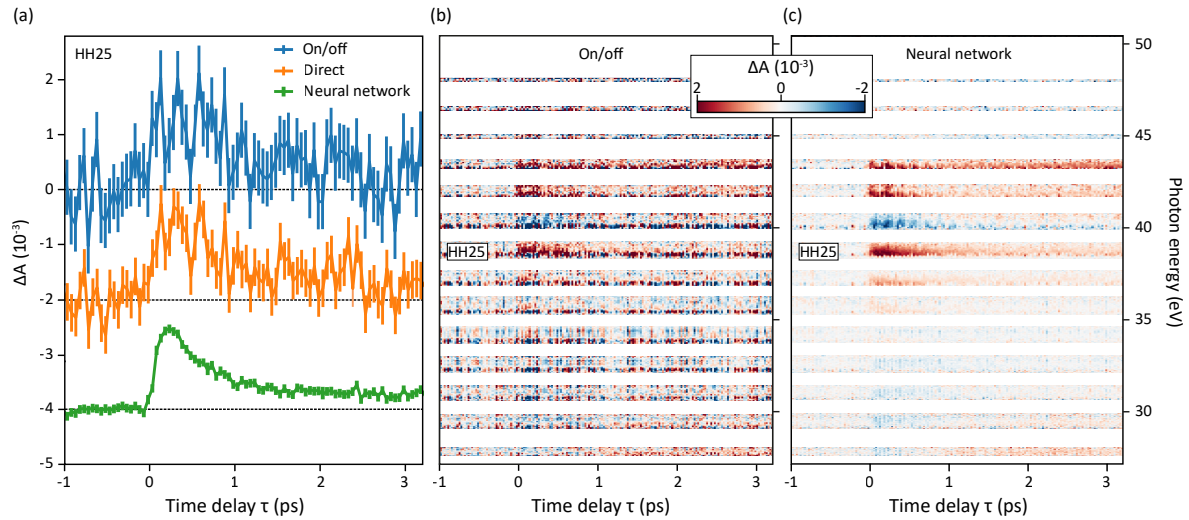 (a)
HH25
On/off
Direct
Neural network
2
1
0
-1
-2
-3
-4
-5
ΔA (10⁻³)
-1
0
1
2
3
Time delay τ (ps)
(b)
On/off
HH25
-1
0
1
2
3
Time delay τ (ps)
ΔA (10⁻³)
2
0
-2
(c)
Neural network
HH25
-1
0
1
2
3
Time delay τ (ps)
50
45
40
35
30
Photon energy (eV)